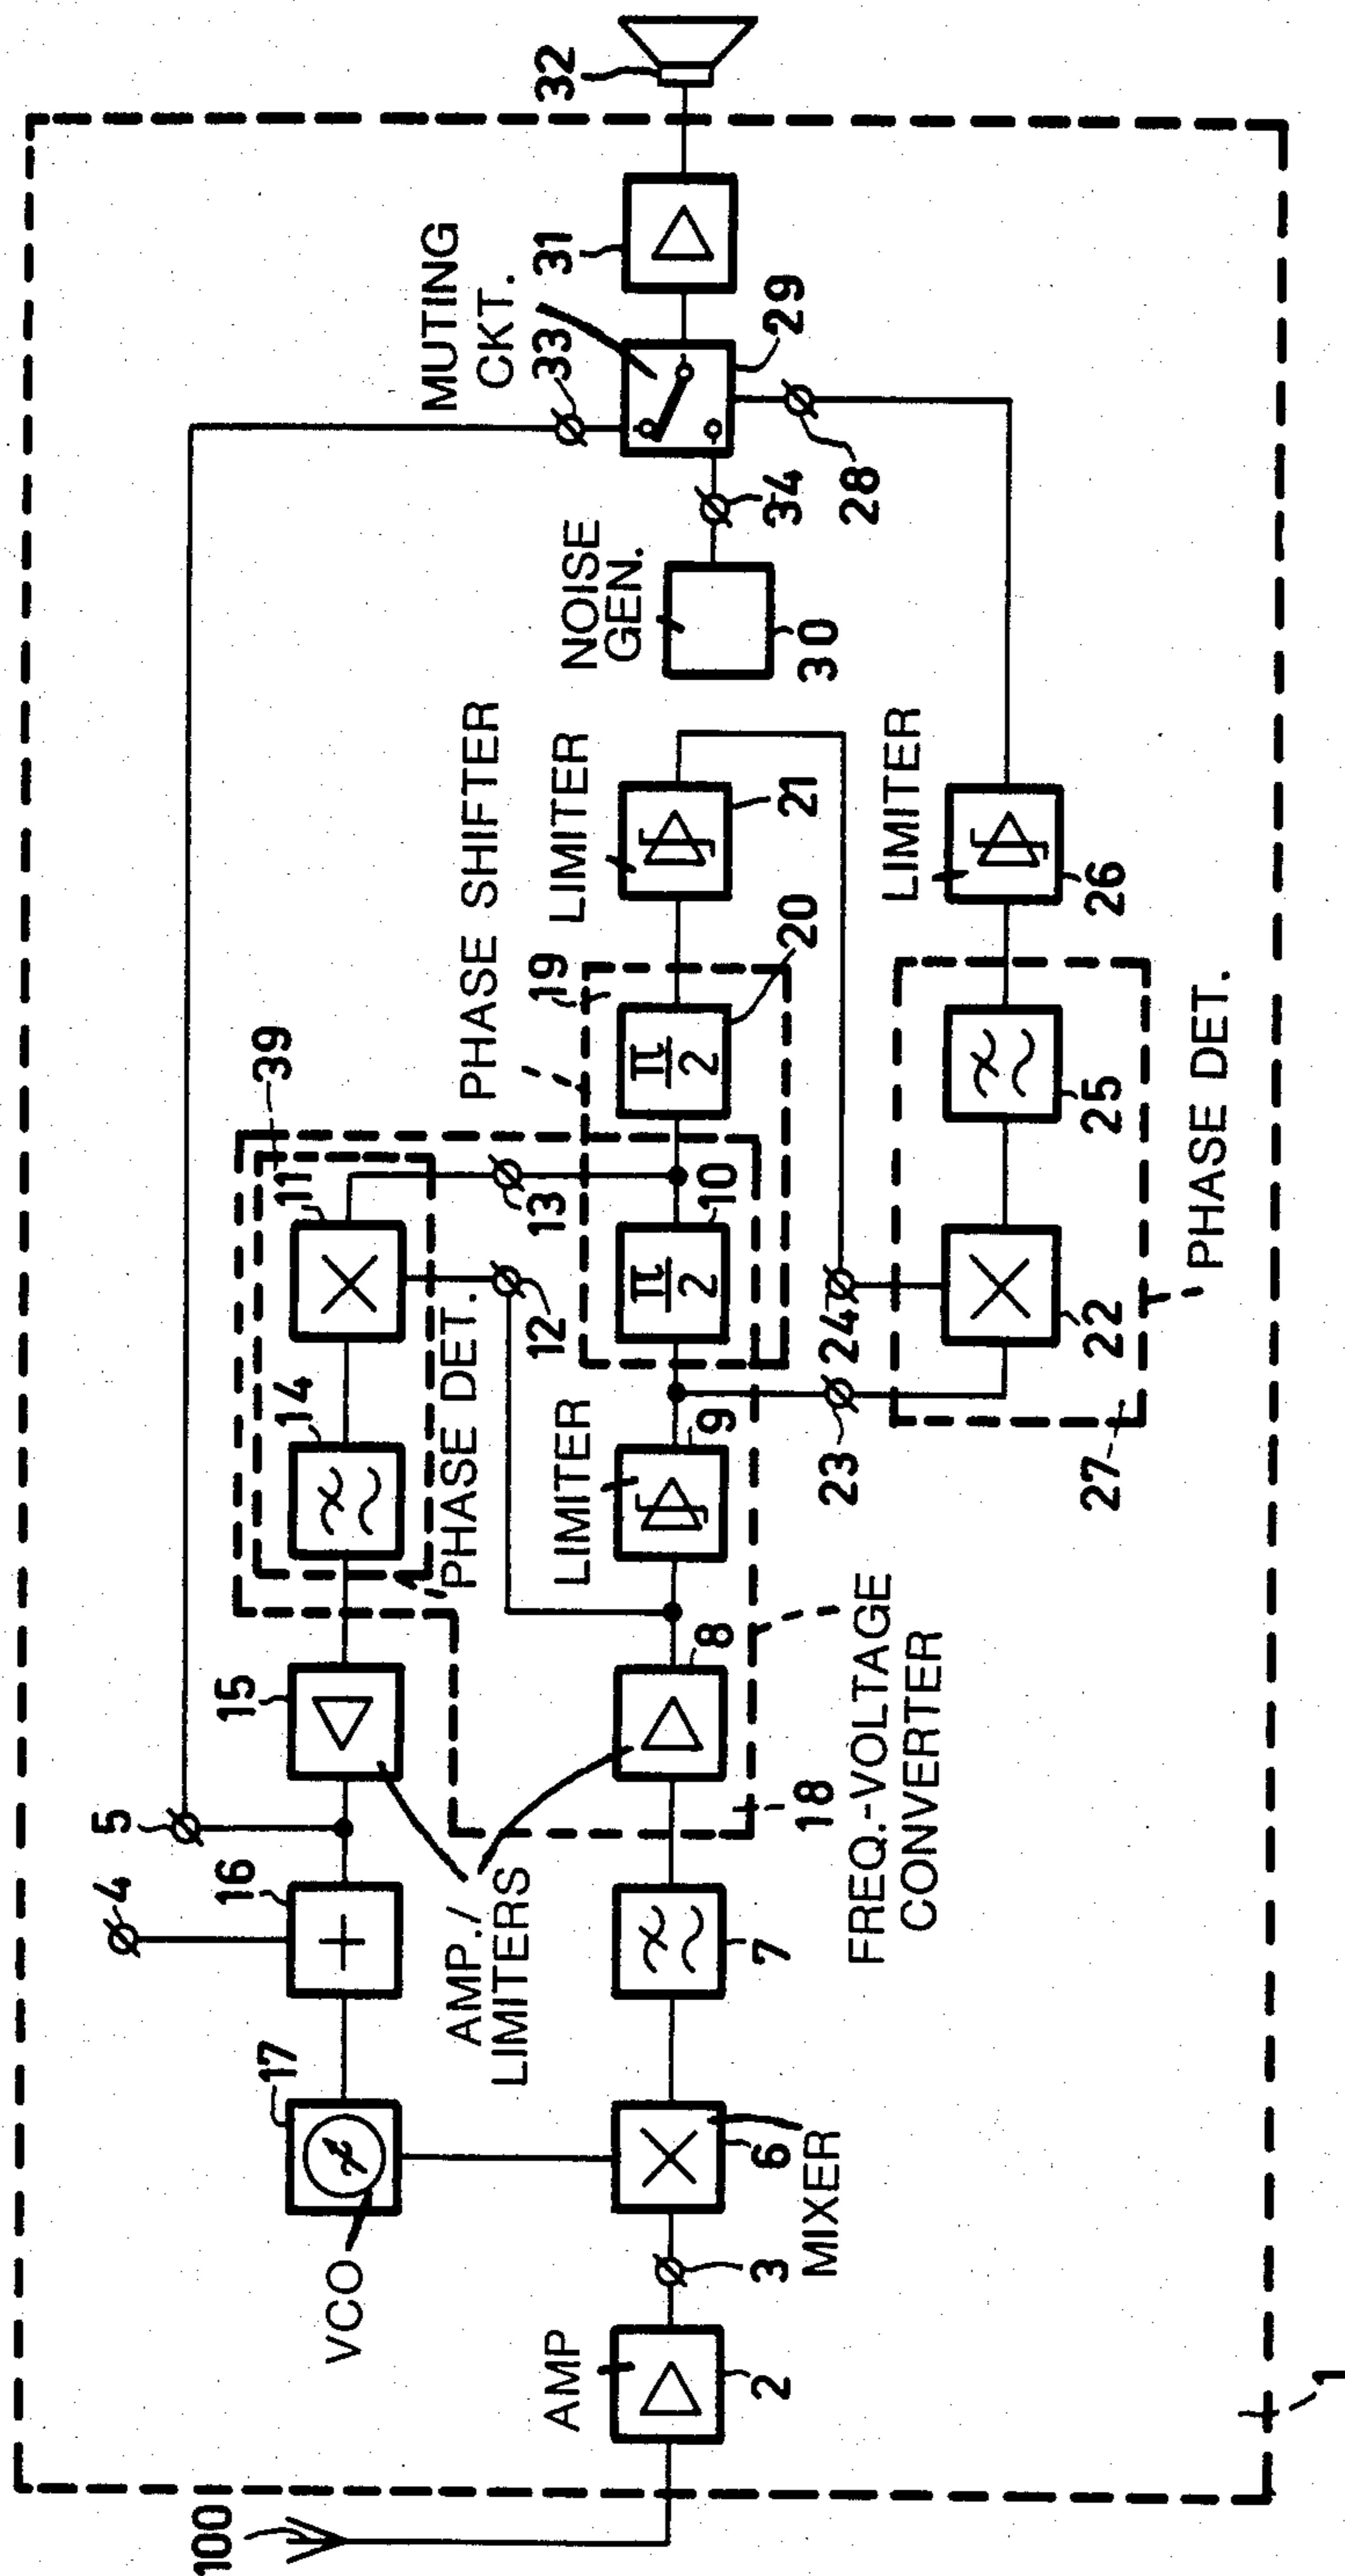 100
AMP
2
3
VCO
17
MIXER
6
4
16
5
AMP./
LIMITERS
7
FREQ.-VOLTAGE
CONVERTER
18
15
8
LIMITER
9
PHASE DET.
14
11
39
12
13
10
PHASE SHIFTER
19
π
2
π
2
20
LIMITER
21
23
24
22
25
27
PHASE DET.
LIMITER
26
NOISE
GEN.
30
34
28
MUTING
CKT.
33
29
31
32
1